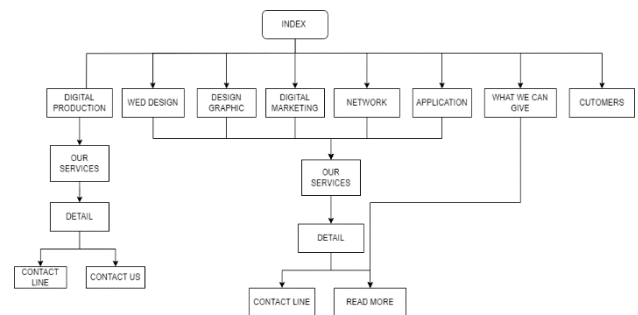 INDEX
DIGITAL
PRODUCTION
WED DESIGN
DESIGN
GRAPHIC
DIGITAL
MARKETING
NETWORK
APPLICATION
WHAT WE CAN
GIVE
CUTOMERS
OUR
SERVICES
DETAIL
CONTACT
LINE
CONTACT US
OUR
SERVICES
DETAIL
CONTACT LINE
READ MORE